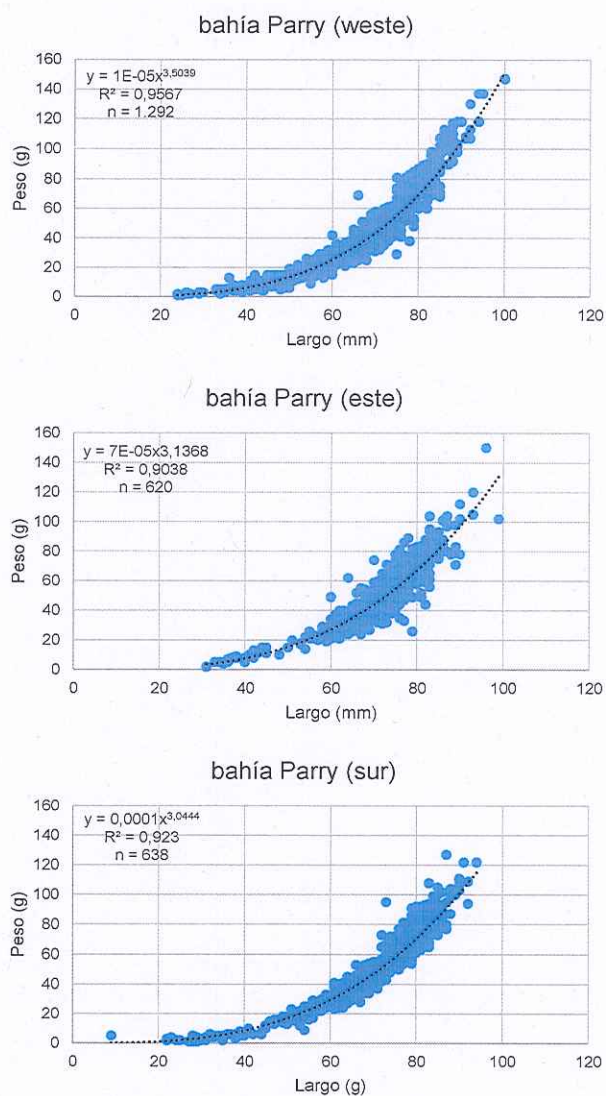 bahía Parry (weste)
160
140
120
100
80
60
40
20
0
Peso (g)
y = 1E-05x3,5039
R² = 0,9567
n = 1.292
0 20 40 60 80 100 120
Largo (mm)
bahía Parry (este)
160
140
120
100
80
60
40
20
0
Peso (g)
y = 7E-05x3,1368
R² = 0,9038
n = 620
0 20 40 60 80 100 120
Largo (mm)
bahía Parry (sur)
160
140
120
100
80
60
40
20
0
Peso (g)
y = 0,0001x3,0444
R² = 0,923
n = 638
0 20 40 60 80 100 120
Largo (g)